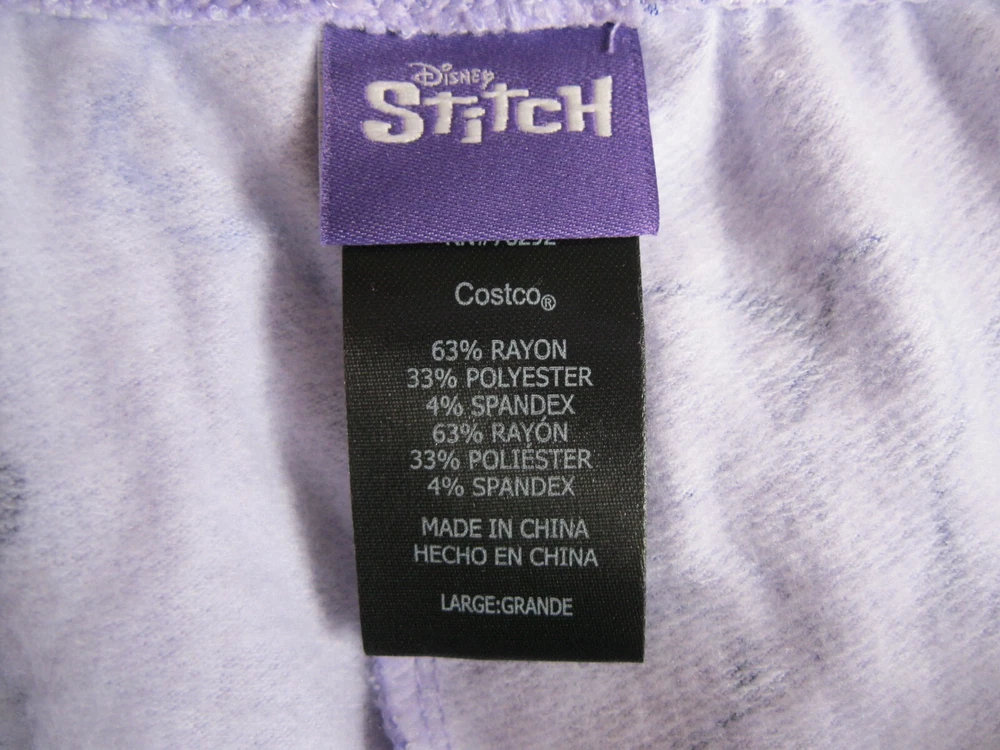 Disney
Stitch
Costco®
63% RAYON
33% POLYESTER
4% SPANDEX
63% RAYÓN
33% POLIÉSTER
4% SPANDEX
MADE IN CHINA
HECHO EN CHINA
LARGE:GRANDE